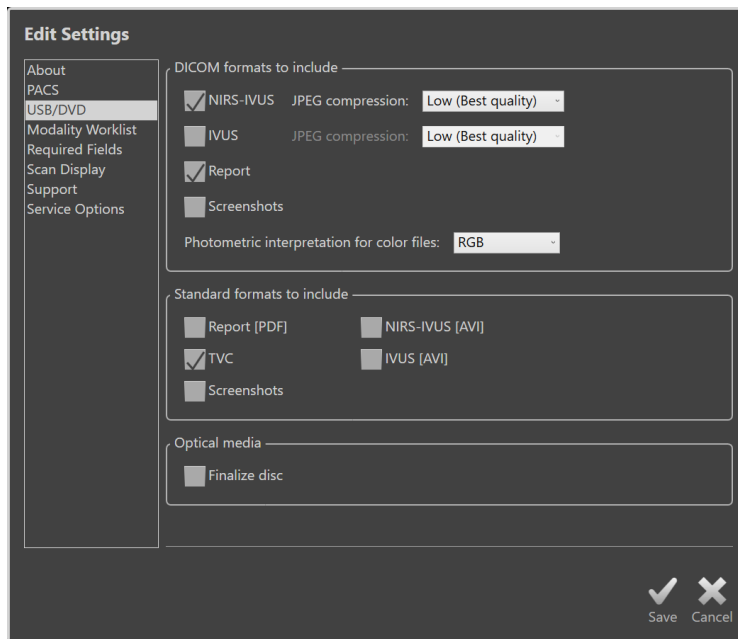 Edit Settings
About
PACS
USB/DVD
Modality Worklist
Required Fields
Scan Display
Support
Service Options
DICOM formats to include
NIRS-IVUS JPEG compression: Low (Best quality)
IVUS JPEG compression: Low (Best quality)
Report
Screenshots
Photometric interpretation for color files: RGB
Standard formats to include
Report [PDF] NIRS-IVUS [AVI]
TVC IVUS [AVI]
Screenshots
Optical media
Finalize disc
Save Cancel